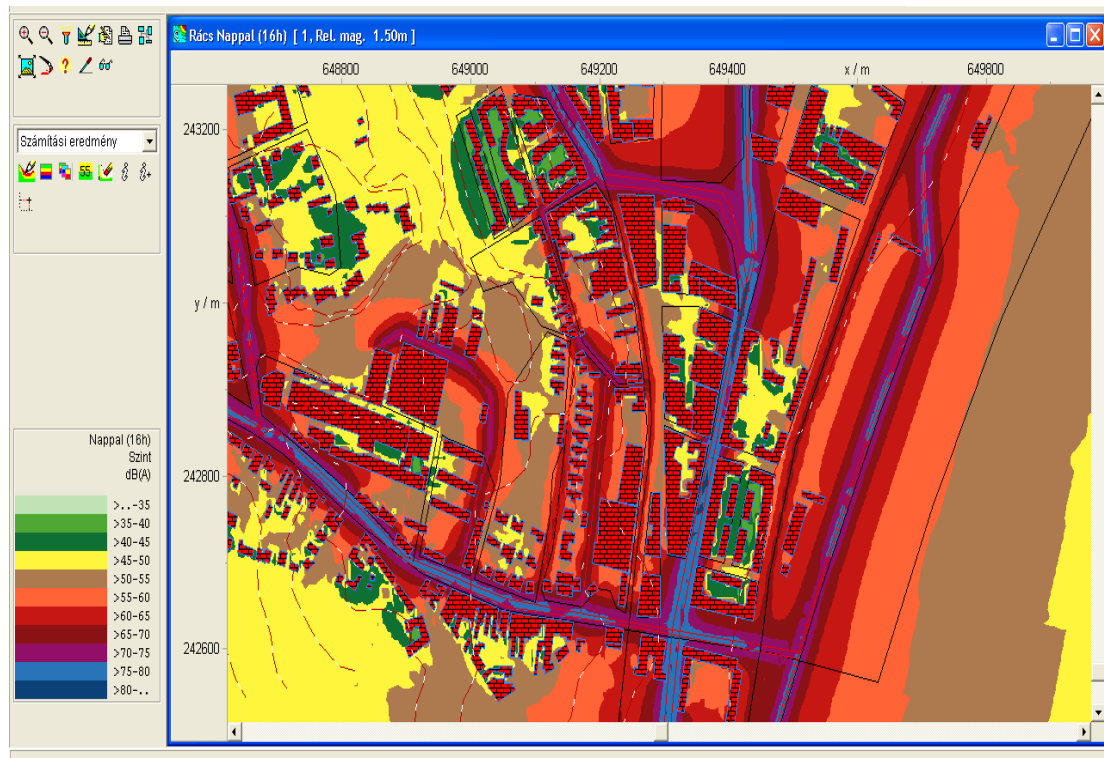 Rács Nappal (16h) [ 1, Rel. mag. 1.50m ]
648800 649000 649200 649400 x / m 649800
243200
y / m
242800
242600
Számítási eredmény
55
Nappal (16h)
Szint
dB(A)
>..-35
>35-40
>40-45
>45-50
>50-55
>55-60
>60-65
>65-70
>70-75
>75-80
>80-..